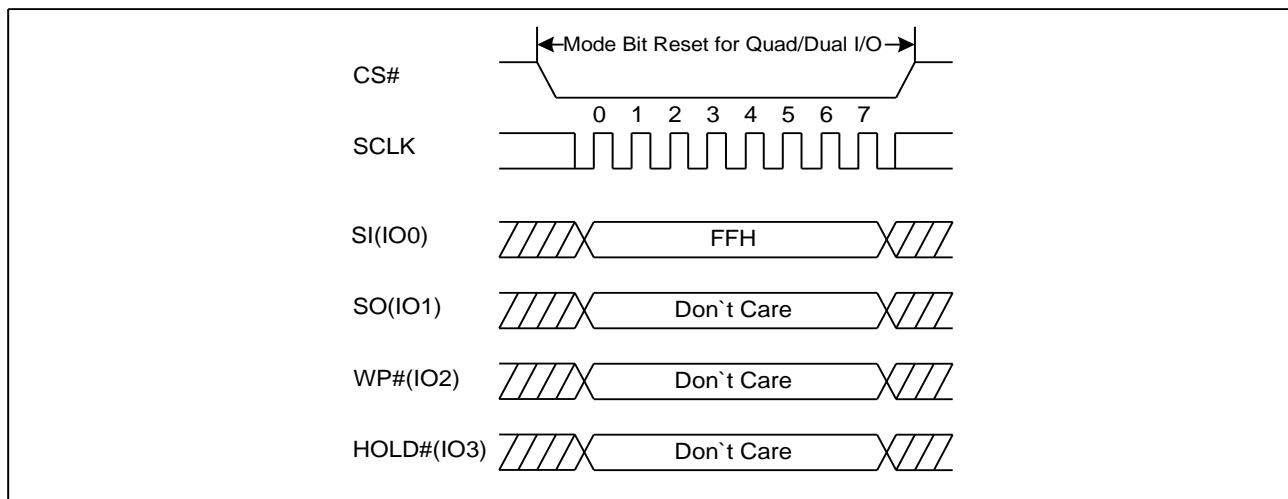 Mode Bit Reset for Quad/Dual I/O
CS#
0 1 2 3 4 5 6 7
SCLK
SI(IO0) FFH
SO(IO1) Don`t Care
WP#(IO2) Don`t Care
HOLD#(IO3) Don`t Care